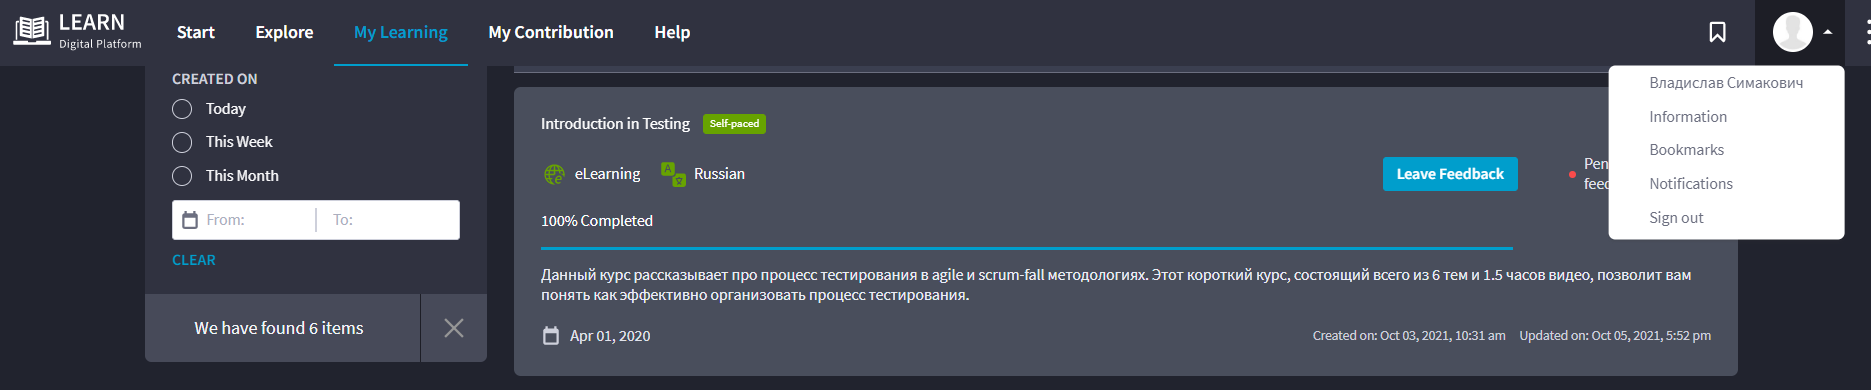 LEARN
Digital Platform
Start
Explore
My Learning
My Contribution
Help
Владислав Симакович
Information
Bookmarks
Notifications
Sign out
CREATED ON
Today
This Week
This Month
From:
To:
CLEAR
We have found 6 items
Introduction in Testing
Self-paced
eLearning
Russian
Leave Feedback
100% Completed
Данный курс рассказывает про процесс тестирования в agile и scrum-fall методологиях. Этот короткий курс, состоящий всего из 6 тем и 1.5 часов видео, позволит вам
понять как эффективно организовать процесс тестирования.
Apr 01, 2020
Created on: Oct 03, 2021, 10:31 am
Updated on: Oct 05, 2021, 5:52 pm